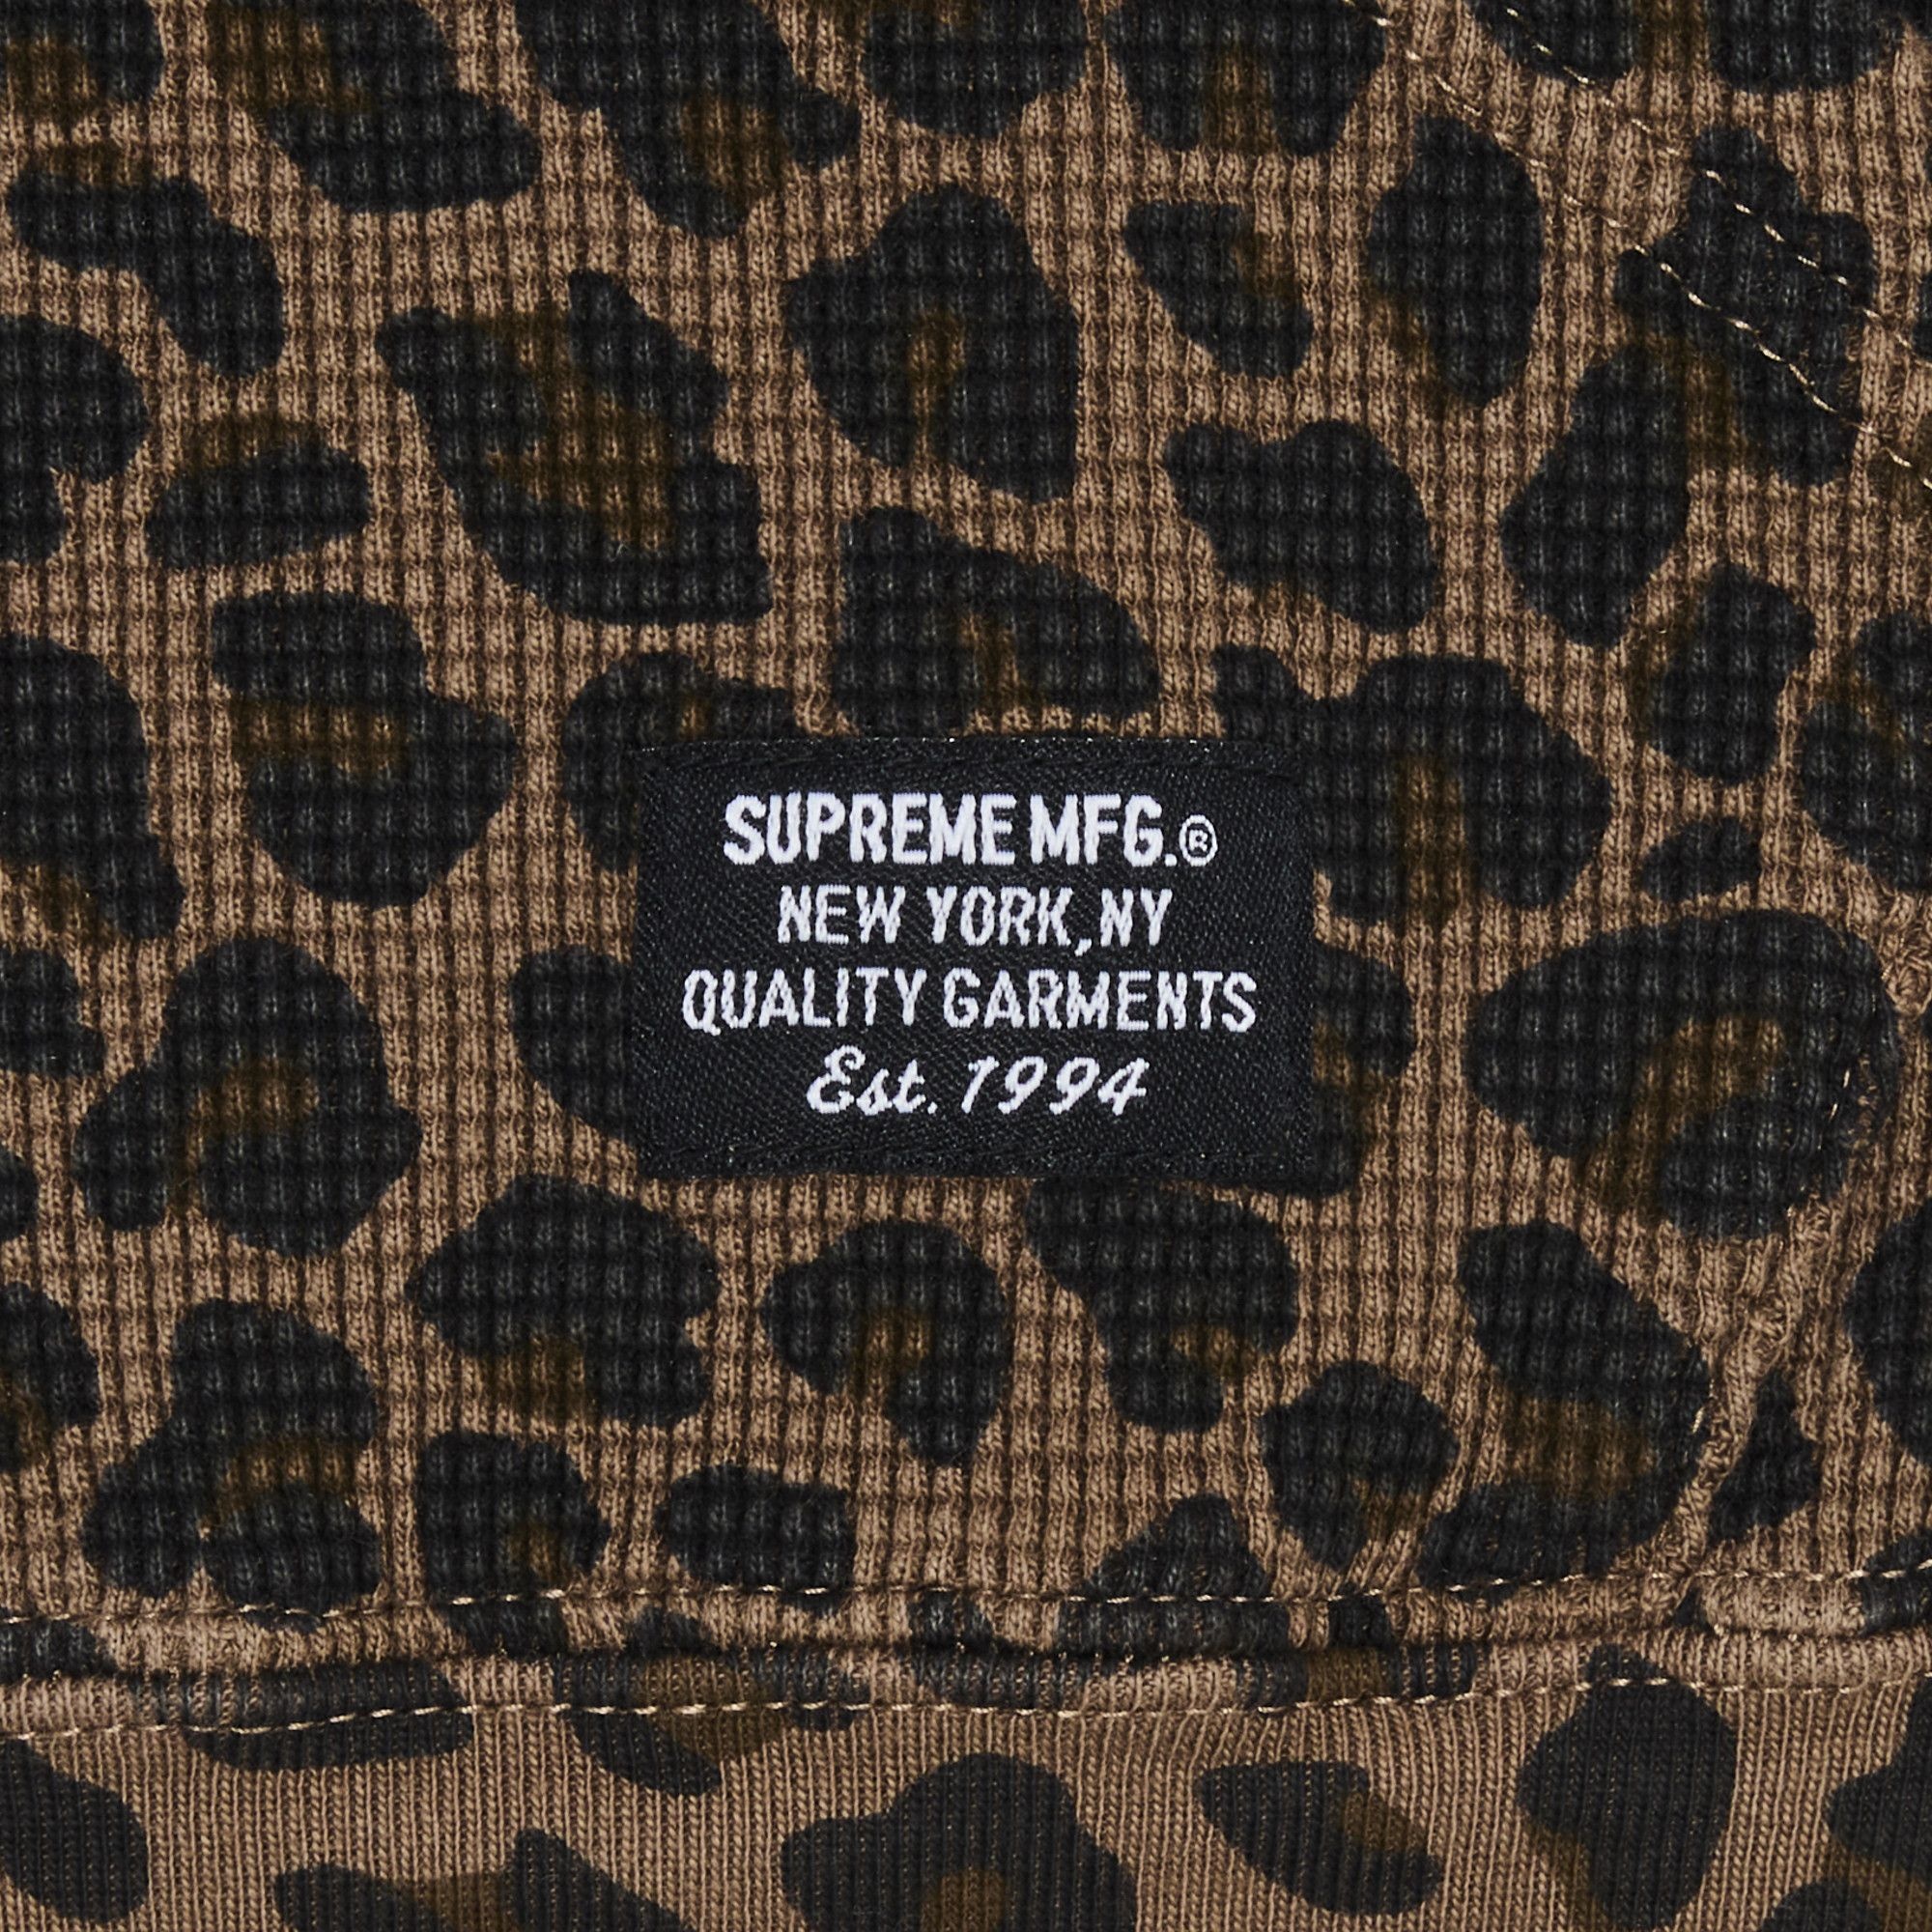 SUPREME MFG.®
NEW YORK, NY
QUALITY GARMENTS
Est. 1994